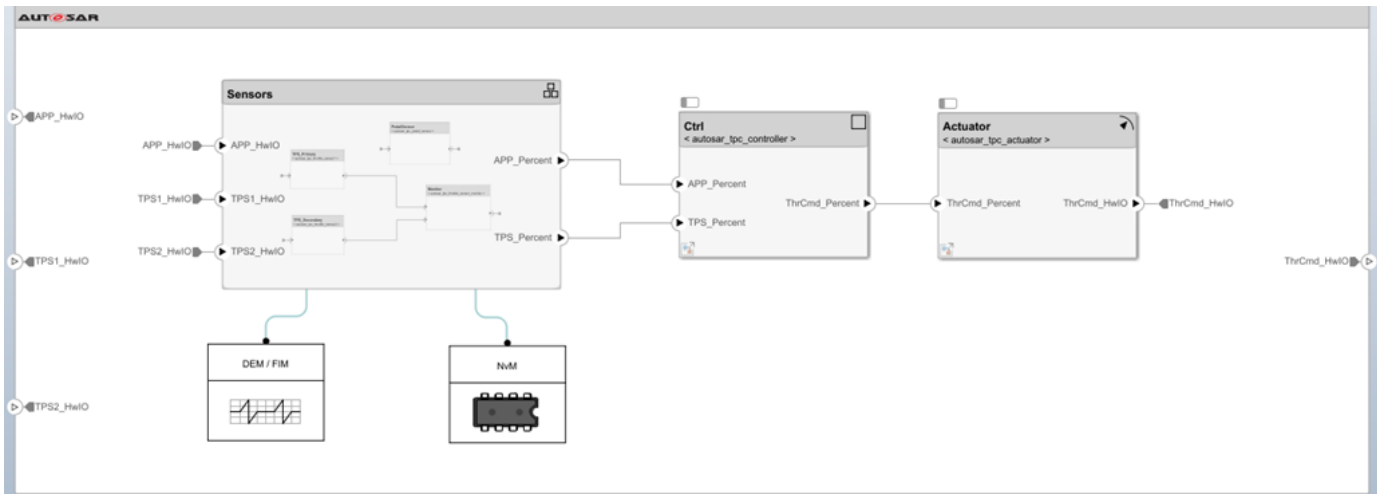 AUTOSAR
Sensors
APP_HwIO
TPS1_HwIO
TPS2_HwIO
APP_HwIO
TPS1_HwIO
TPS2_HwIO
APP_HwIO
TPS1_HwIO
TPS2_HwIO
APP_Percent
TPS_Percent
Ctrl
< autosar_tpc_controller >
APP_Percent
TPS_Percent
ThrCmd_Percent
Actuator
< autosar_tpc_actuator >
ThrCmd_Percent
ThrCmd_HwIO
ThrCmd_HwIO
ThrCmd_HwIO
DEM / FIM
NvM